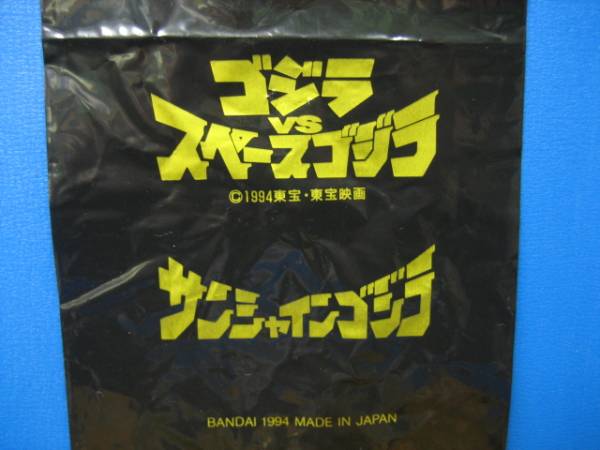 ゴジラ
VS
スペースゴジラ
©1994東宝・東宝映画
サンシャインゴジラ
BANDAI 1994 MADE IN JAPAN